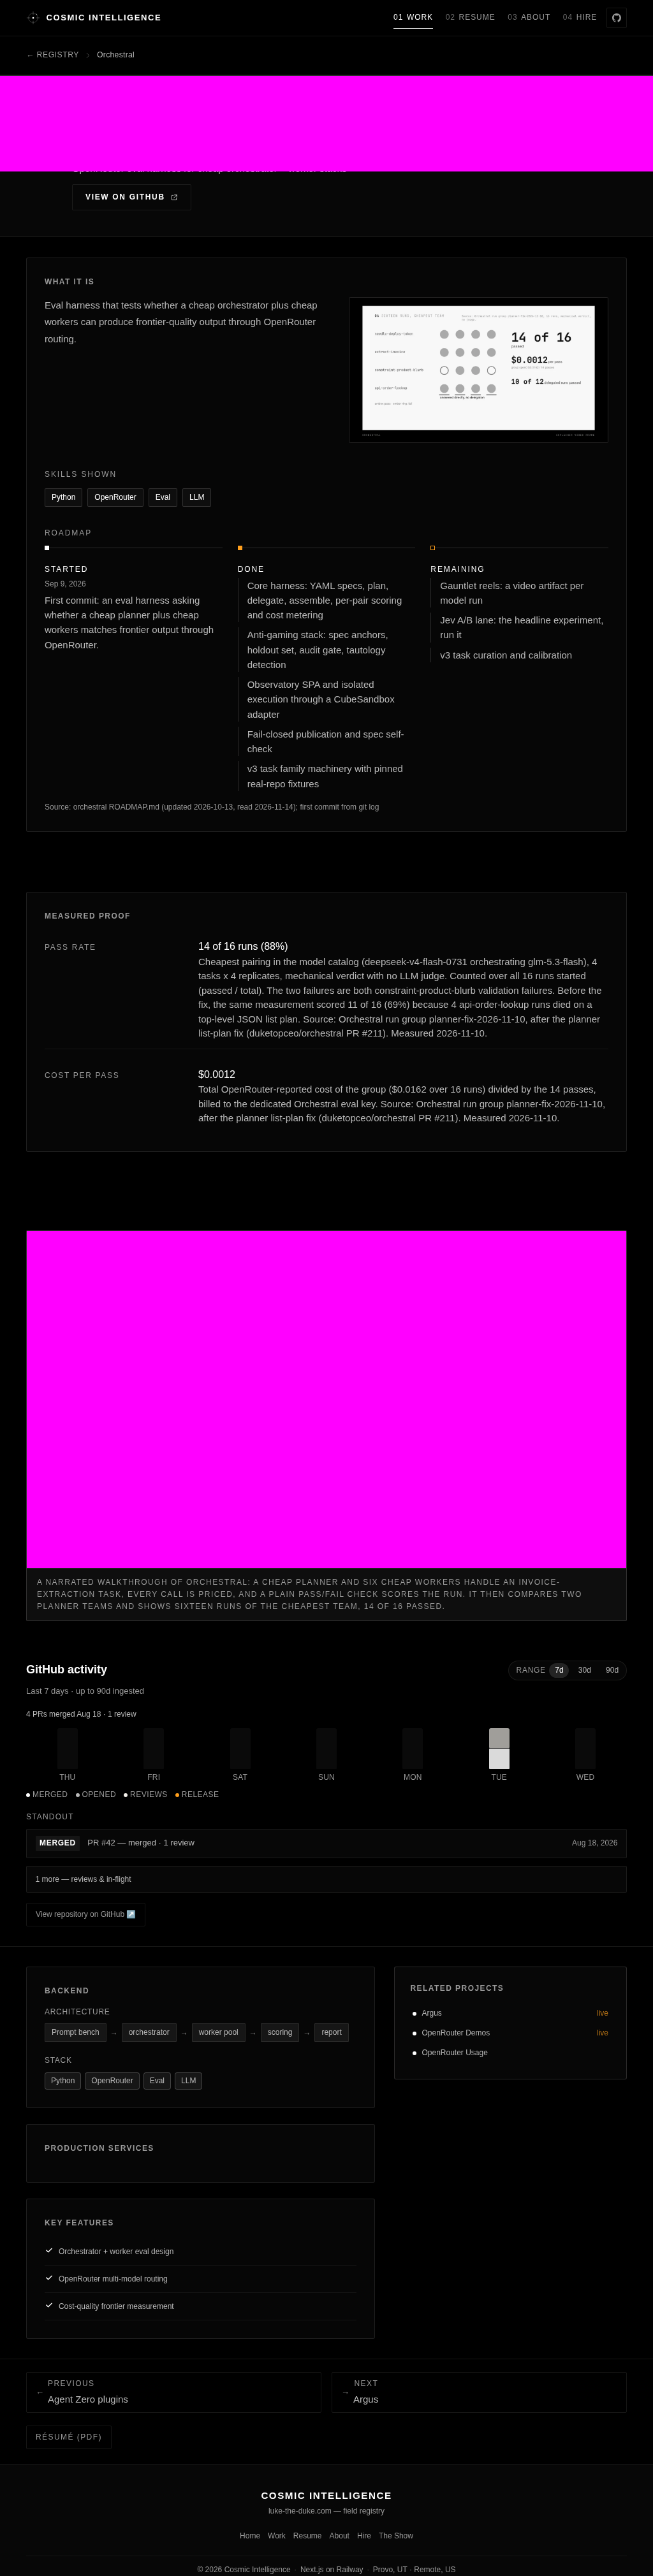 COSMIC INTELLIGENCE
01 WORK 02 RESUME 03 ABOUT 04 HIRE
← REGISTRY > Orchestral
VIEW ON GITHUB
WHAT IT IS
Eval harness that tests whether a cheap orchestrator plus cheap
workers can produce frontier-quality output through OpenRouter
routing.
14 of 16
passed
$0.0012 per pass
10 of 12
SKILLS SHOWN
Python OpenRouter Eval LLM
ROADMAP
STARTED
Sep 9, 2026
First commit: an eval harness asking
whether a cheap planner plus cheap
workers matches frontier output through
OpenRouter.
DONE
Core harness: YAML specs, plan,
delegate, assemble, per-pair scoring
and cost metering
Anti-gaming stack: spec anchors,
holdout set, audit gate, tautology
detection
Observatory SPA and isolated
execution through a CubeSandbox
adapter
Fail-closed publication and spec self-
check
v3 task family machinery with pinned
real-repo fixtures
REMAINING
Gauntlet reels: a video artifact per
model run
Jev A/B lane: the headline experiment,
run it
v3 task curation and calibration
Source: orchestral ROADMAP.md (updated 2026-10-13, read 2026-11-14); first commit from git log
MEASURED PROOF
PASS RATE
14 of 16 runs (88%)
Cheapest pairing in the model catalog (deepseek-v4-flash-0731 orchestrating glm-5.3-flash), 4
tasks x 4 replicates, mechanical verdict with no LLM judge. Counted over all 16 runs started
(passed / total). The two failures are both constraint-product-blurb validation failures. Before the
fix, the same measurement scored 11 of 16 (69%) because 4 api-order-lookup runs died on a
top-level JSON list plan. Source: Orchestral run group planner-fix-2026-11-10, after the planner
list-plan fix (duketopceo/orchestral PR #211). Measured 2026-11-10.
COST PER PASS
$0.0012
Total OpenRouter-reported cost of the group ($0.0162 over 16 runs) divided by the 14 passes,
billed to the dedicated Orchestral eval key. Source: Orchestral run group planner-fix-2026-11-10,
after the planner list-plan fix (duketopceo/orchestral PR #211). Measured 2026-11-10.
A NARRATED WALKTHROUGH OF ORCHESTRAL: A CHEAP PLANNER AND SIX CHEAP WORKERS HANDLE AN INVOICE-
EXTRACTION TASK, EVERY CALL IS PRICED, AND A PLAIN PASS/FAIL CHECK SCORES THE RUN. IT THEN COMPARES TWO
PLANNER TEAMS AND SHOWS SIXTEEN RUNS OF THE CHEAPEST TEAM, 14 OF 16 PASSED.
GitHub activity
RANGE 7d 30d 90d
Last 7 days · up to 90d ingested
4 PRs merged Aug 18 · 1 review
THU FRI SAT SUN MON TUE WED
MERGED OPENED REVIEWS RELEASE
STANDOUT
MERGED PR #42 — merged · 1 review Aug 18, 2026
1 more — reviews & in-flight
View repository on GitHub ↗
BACKEND
ARCHITECTURE
Prompt bench → orchestrator → worker pool → scoring → report
STACK
Python OpenRouter Eval LLM
RELATED PROJECTS
Argus live
OpenRouter Demos live
OpenRouter Usage
PRODUCTION SERVICES
KEY FEATURES
Orchestrator + worker eval design
OpenRouter multi-model routing
Cost-quality frontier measurement
PREVIOUS
← Agent Zero plugins
NEXT
→ Argus
RÉSUMÉ (PDF)
COSMIC INTELLIGENCE
luke-the-duke.com — field registry
Home Work Resume About Hire The Show
© 2026 Cosmic Intelligence · Next.js on Railway · Provo, UT · Remote, US